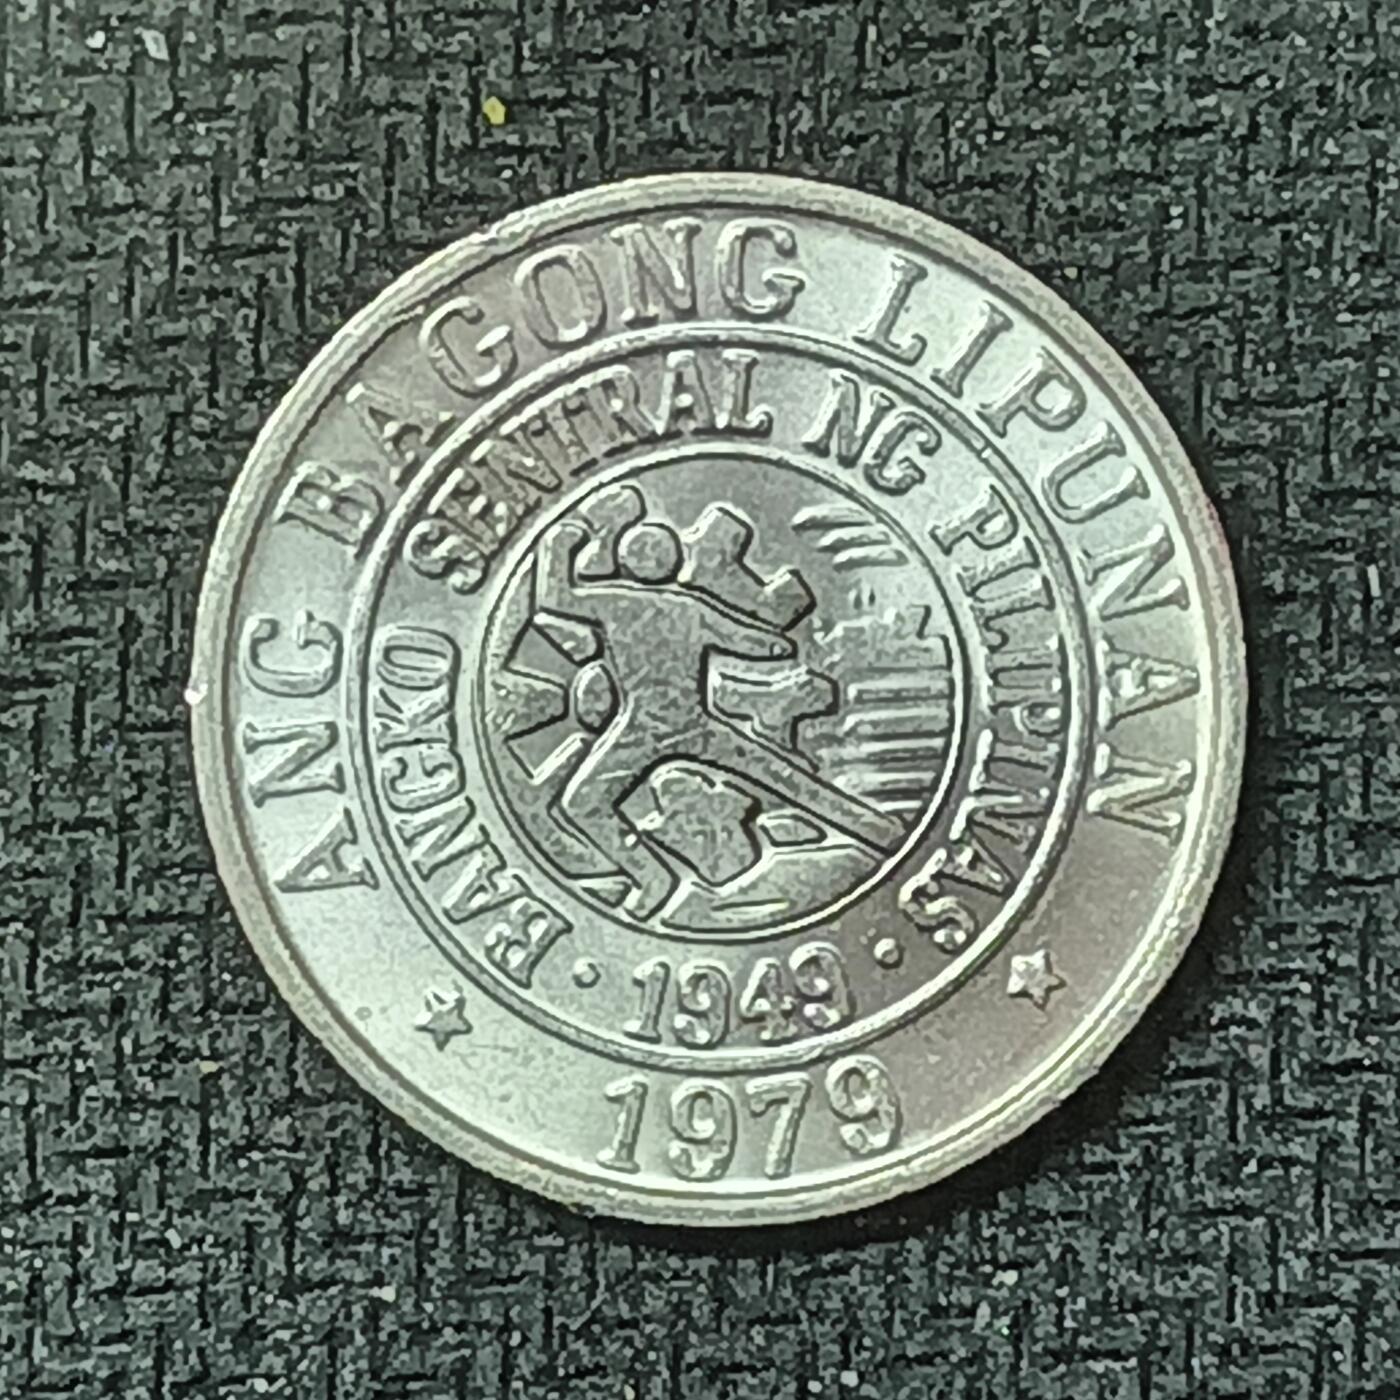 ANG BAGONG LIPUNAN
BANGKO SENTRAL NG PILIPINAS
· 1949 ·
1979